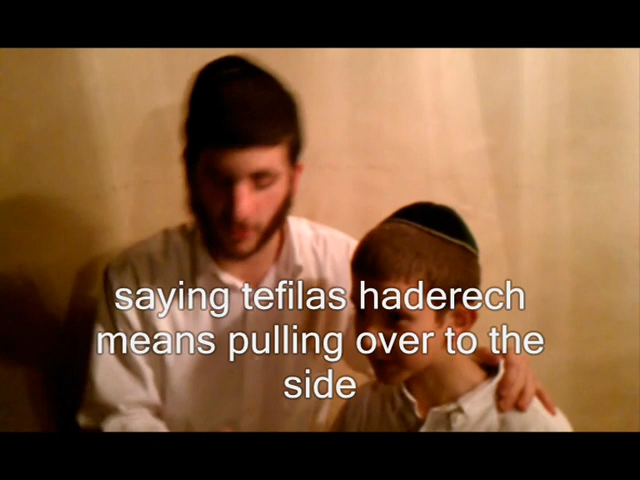 saying tefilas haderech
means pulling over to the
side